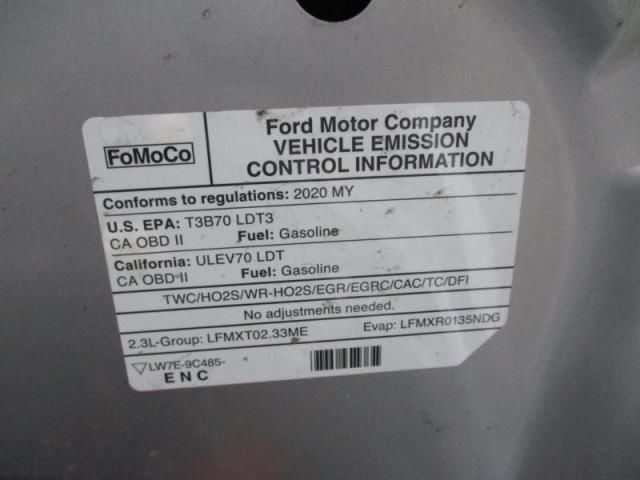 FoMoCo
Ford Motor Company
VEHICLE EMISSION
CONTROL INFORMATION
Conforms to regulations: 2020 MY
U.S. EPA: T3B70 LDT3
CA OBD II Fuel: Gasoline
California: ULEV70 LDT
CA OBD II Fuel: Gasoline
TWC/HO2S/WR-HO2S/EGR/EGRC/CAC/TC/DFI
No adjustments needed.
2.3L-Group: LFMXT02.33ME Evap: LFMXR0135NDG
LW7E-9C485-
ENC